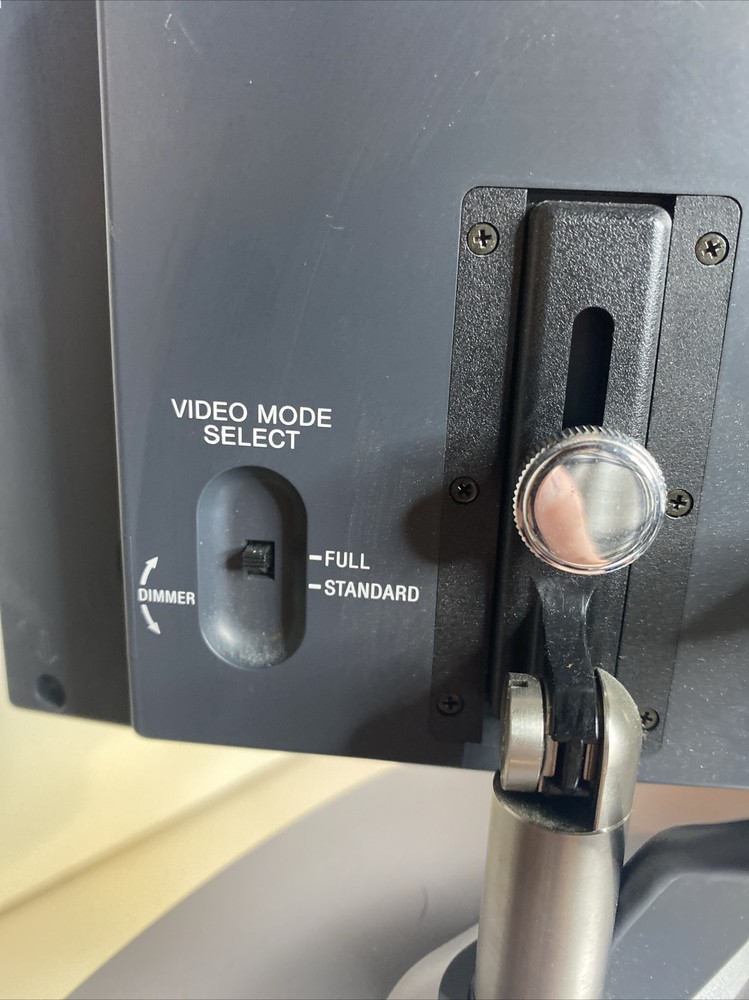 VIDEO MODE
SELECT
FULL
DIMMER
STANDARD